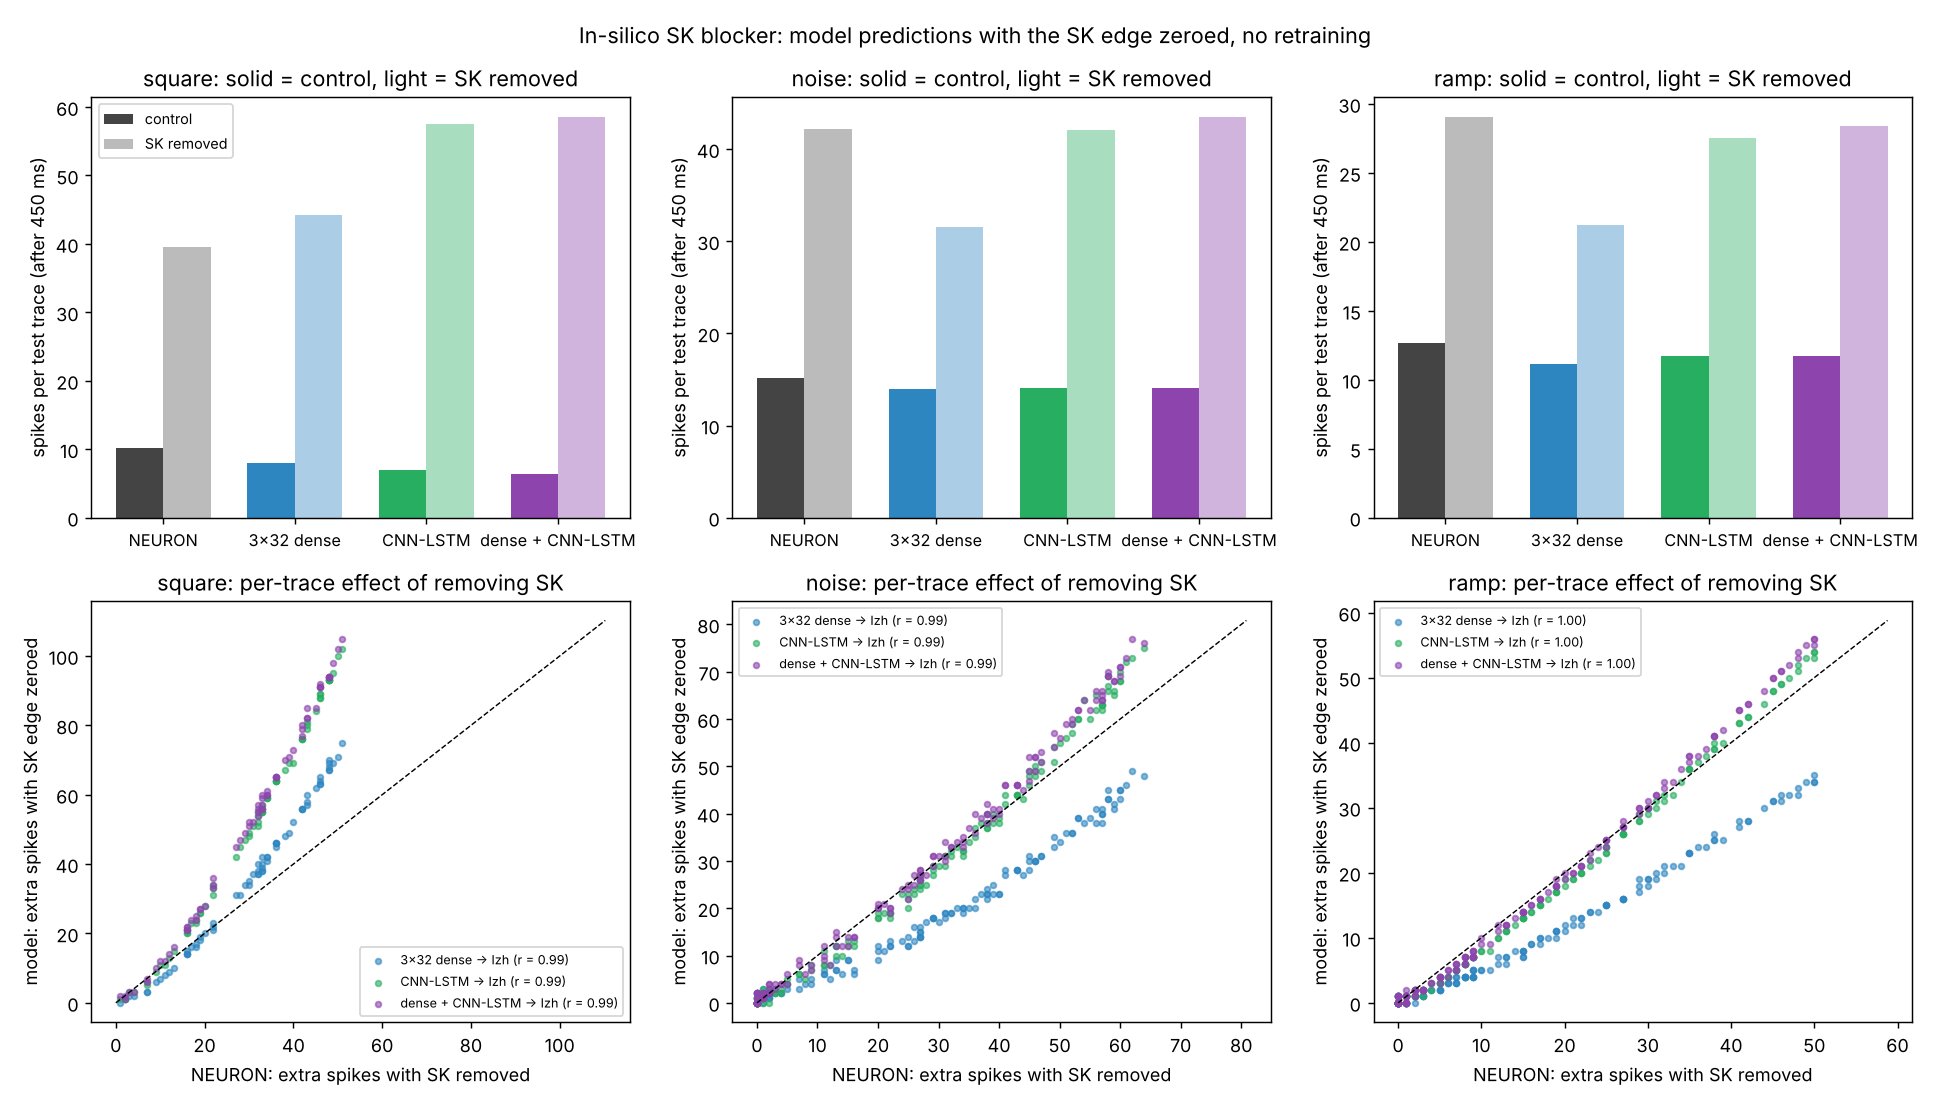 In-silico SK blocker: model predictions with the SK edge zeroed, no retraining
square: solid = control, light = SK removed
spikes per test trace (after 450 ms)
60
50
40
30
20
10
0
control
SK removed
NEURON
3×32 dense
CNN-LSTM
dense + CNN-LSTM
noise: solid = control, light = SK removed
spikes per test trace (after 450 ms)
40
30
20
10
0
NEURON
3×32 dense
CNN-LSTM
dense + CNN-LSTM
ramp: solid = control, light = SK removed
spikes per test trace (after 450 ms)
30
25
20
15
10
5
0
NEURON
3×32 dense
CNN-LSTM
dense + CNN-LSTM
square: per-trace effect of removing SK
model: extra spikes with SK edge zeroed
100
80
60
40
20
0
3×32 dense → Izh (r = 0.99)
CNN-LSTM → Izh (r = 0.99)
dense + CNN-LSTM → Izh (r = 0.99)
0
20
40
60
80
100
NEURON: extra spikes with SK removed
noise: per-trace effect of removing SK
model: extra spikes with SK edge zeroed
80
70
60
50
40
30
20
10
0
3×32 dense → Izh (r = 0.99)
CNN-LSTM → Izh (r = 0.99)
dense + CNN-LSTM → Izh (r = 0.99)
0
10
20
30
40
50
60
70
80
NEURON: extra spikes with SK removed
ramp: per-trace effect of removing SK
model: extra spikes with SK edge zeroed
60
50
40
30
20
10
0
3×32 dense → Izh (r = 1.00)
CNN-LSTM → Izh (r = 1.00)
dense + CNN-LSTM → Izh (r = 1.00)
0
10
20
30
40
50
60
NEURON: extra spikes with SK removed